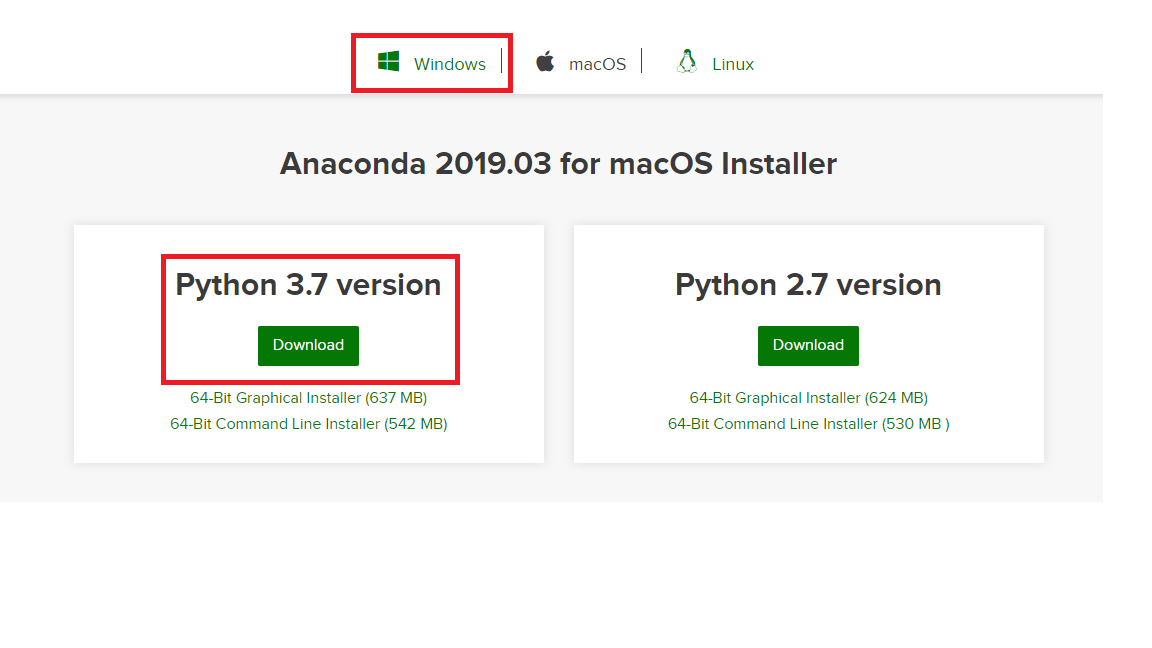 Windows macOS Linux
Anaconda 2019.03 for macOS Installer
Python 3.7 version
Download
64-Bit Graphical Installer (637 MB)
64-Bit Command Line Installer (542 MB)
Python 2.7 version
Download
64-Bit Graphical Installer (624 MB)
64-Bit Command Line Installer (530 MB )